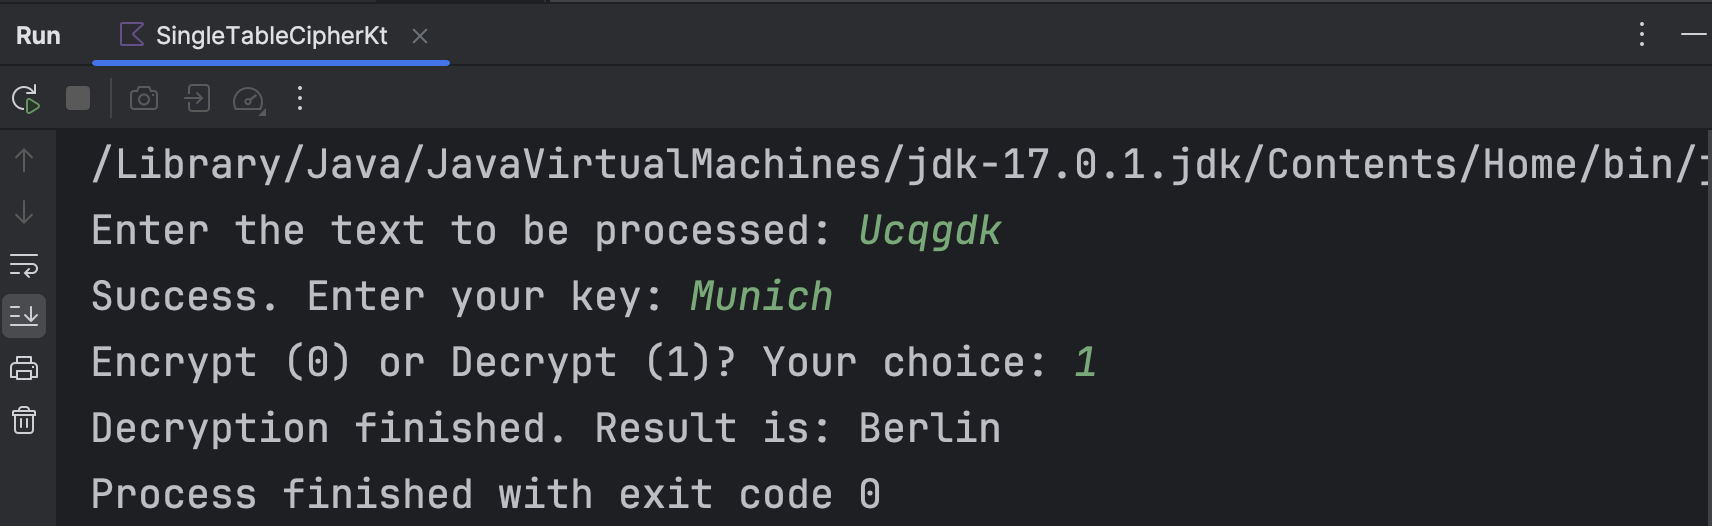 Run SingleTableCipherKt
/Library/Java/JavaVirtualMachines/jdk-17.0.1.jdk/Contents/Home/bin/j
Enter the text to be processed: Ucqgdk
Success. Enter your key: Munich
Encrypt (0) or Decrypt (1)? Your choice: 1
Decryption finished. Result is: Berlin
Process finished with exit code 0